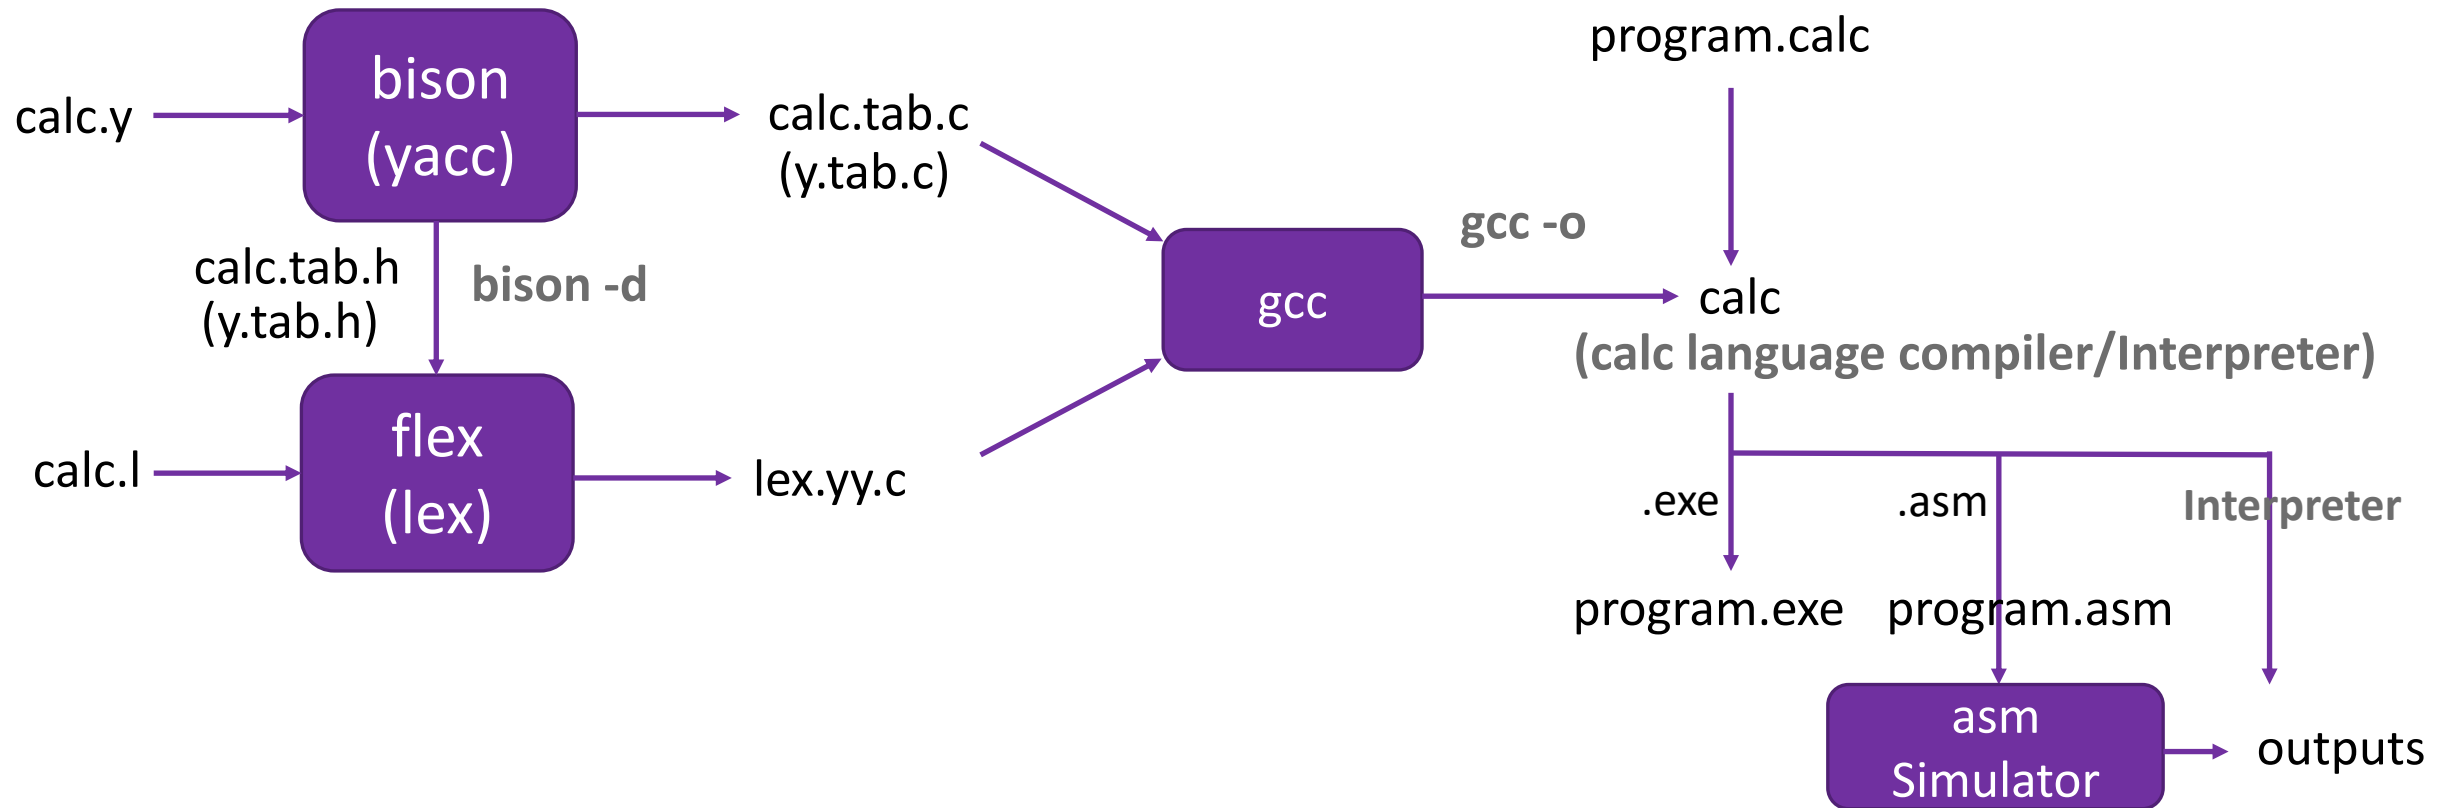 calc.y
bison
(yacc)
calc.tab.c
(y.tab.c)
calc.tab.h
(y.tab.h)
bison -d
calc.l
flex
(lex)
lex.yy.c
gcc
gcc -o
program.calc
calc
(calc language compiler/Interpreter)
.exe
.asm
Interpreter
program.exe
program.asm
asm
Simulator
outputs